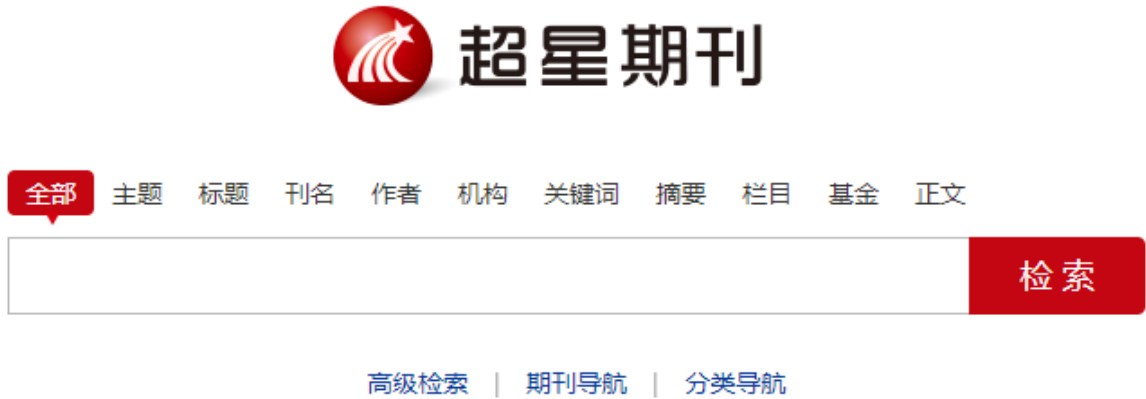 超星期刊
全部 主题 标题 刊名 作者 机构 关键词 摘要 栏目 基金 正文
检索
高级检索 | 期刊导航 | 分类导航